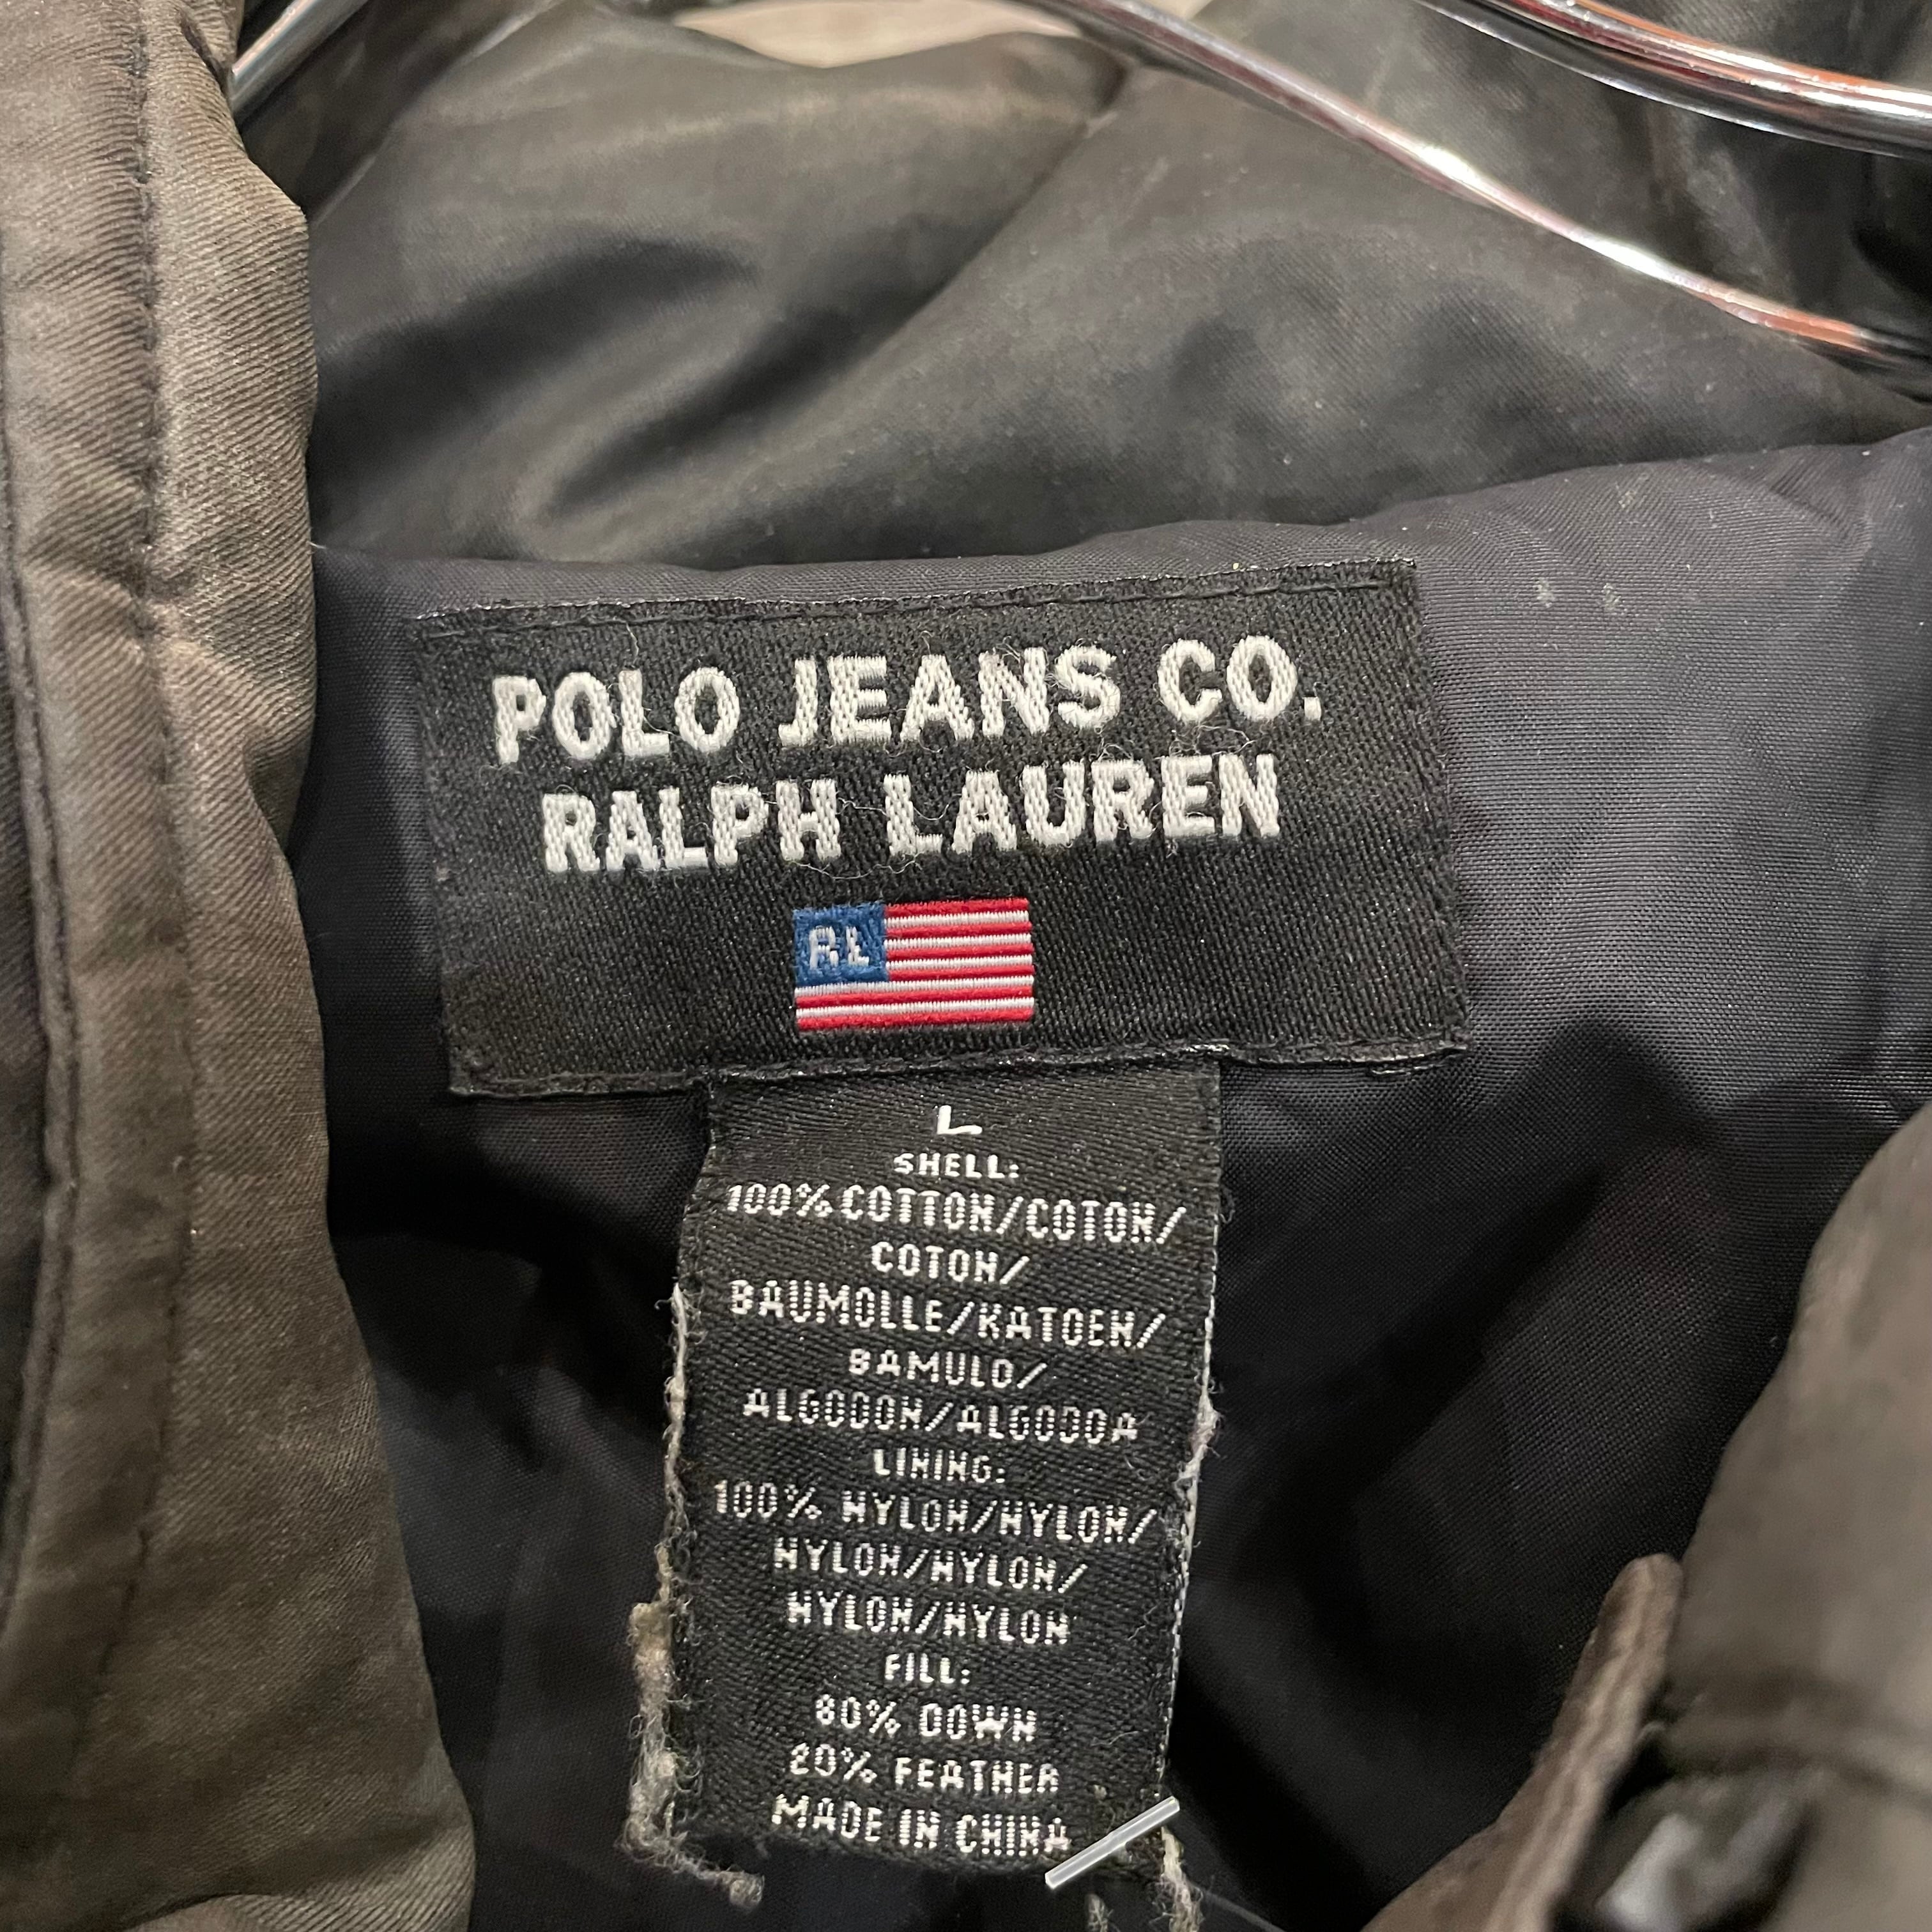 POLO JEANS CO.
RALPH LAUREN
RL
L
SHELL:
100% COTTON/COTON/
COTON/
BAUMOLLE/KATOEN/
BAMULD/
ALGODON/ALGODOA
LINING:
100% NYLON/NYLON/
NYLON/NYLON/
NYLON/NYLON
FILL:
80% DOWN
20% FEATHER
MADE IN CHINA